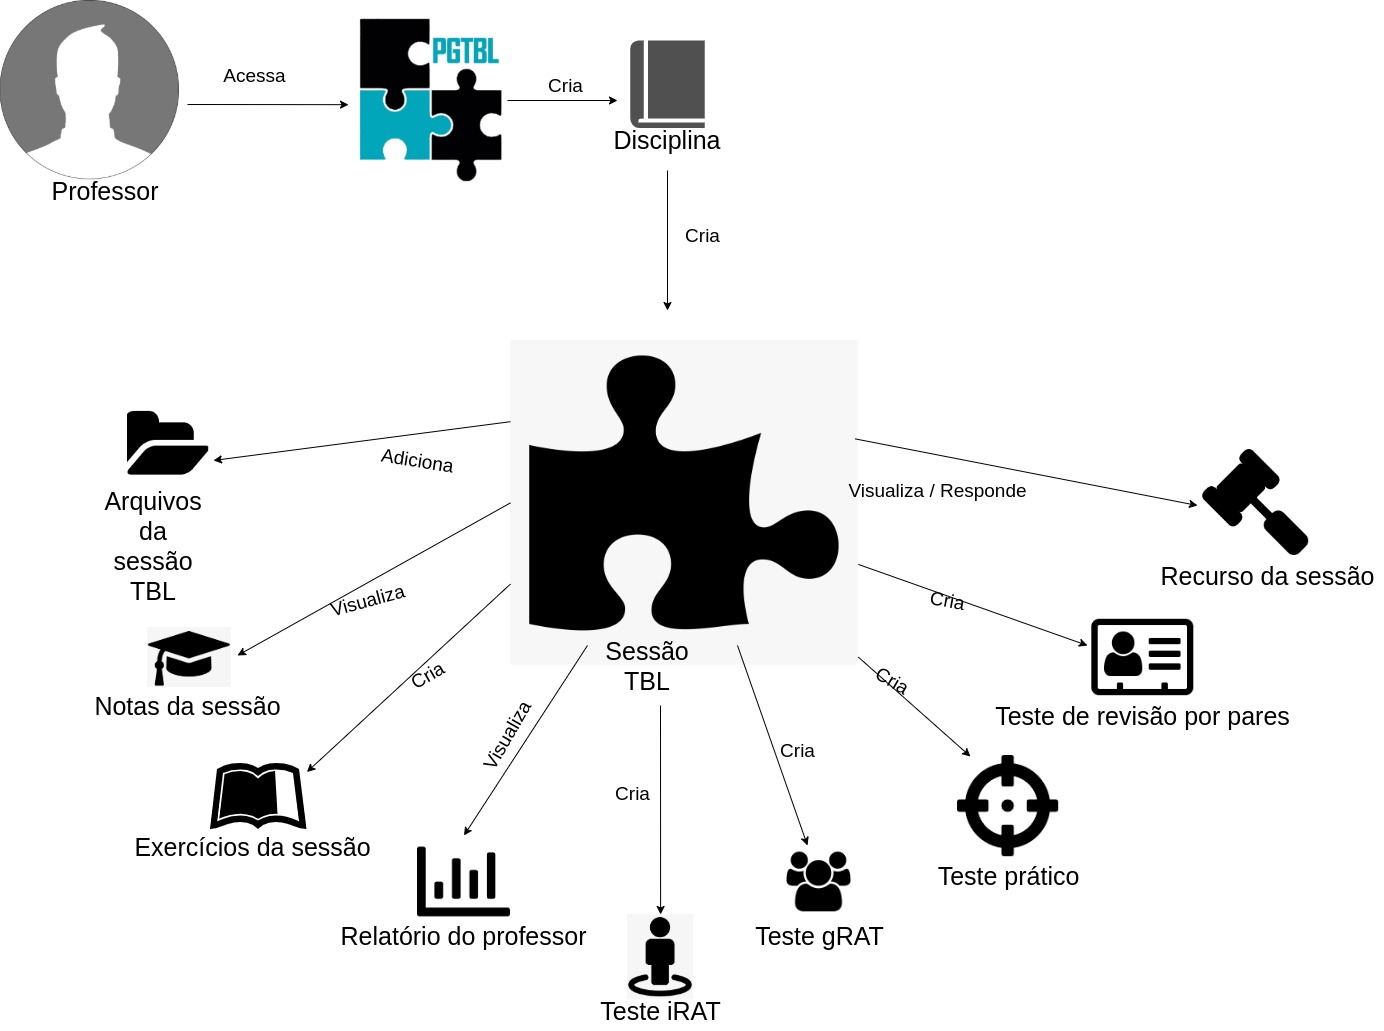 Acessa
PGTBL
Cria
Disciplina
Professor
Cria
Adiciona
Visualiza / Responde
Arquivos
da
sessão
TBL
Recurso da sessão
Visualiza
Cria
Notas da sessão
Cria
Sessão
TBL
Cria
Teste de revisão por pares
Exercícios da sessão
Visualiza
Cria
Cria
Teste prático
Relatório do professor
Teste gRAT
Teste iRAT